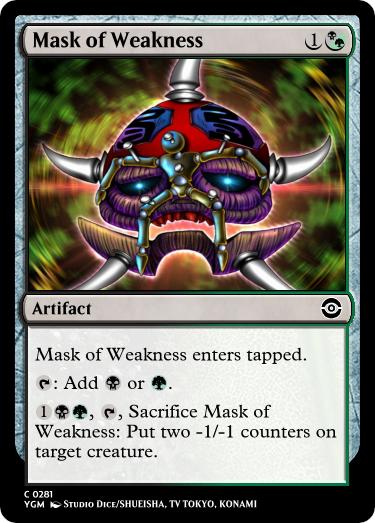 Mask of Weakness 1
Artifact
Mask of Weakness enters tapped.
: Add or .
1 , , Sacrifice Mask of
Weakness: Put two -1/-1 counters on
target creature.
C 0281
YGM Studio Dice/SHUEISHA, TV TOKYO, KONAMI